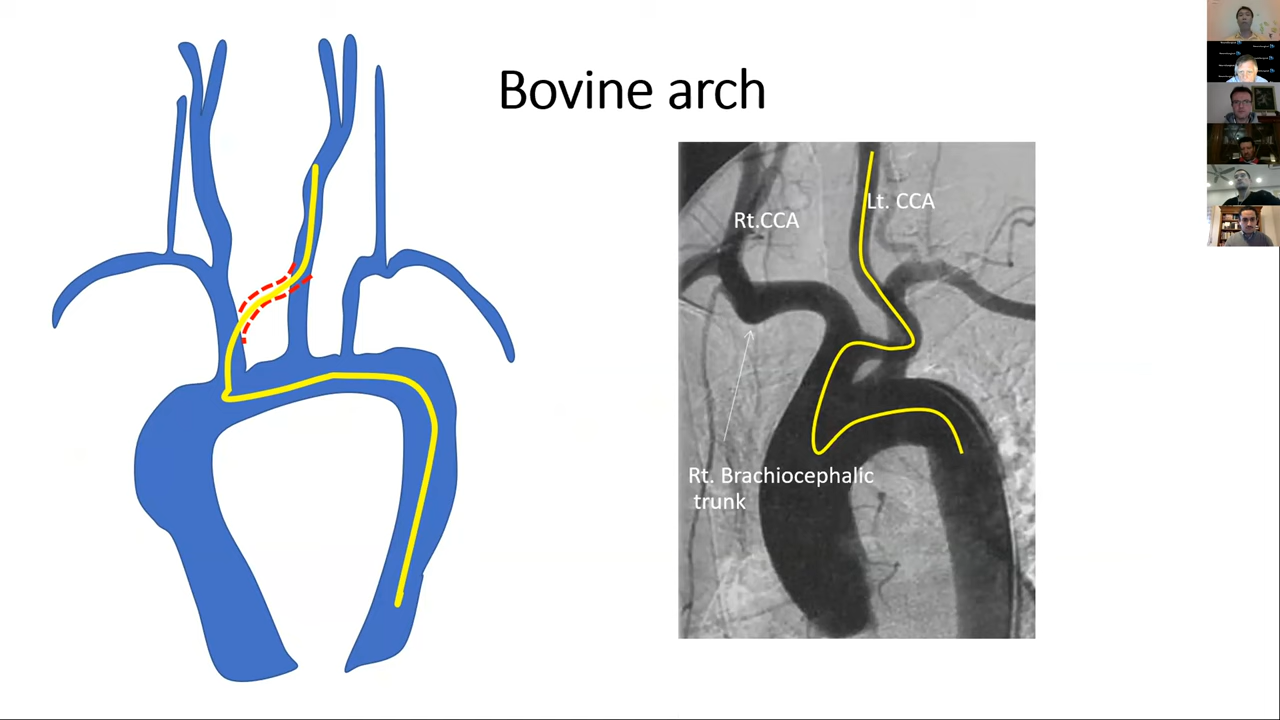 Bovine arch
Rt.CCA
Lt. CCA
Rt. Brachiocephalic
trunk